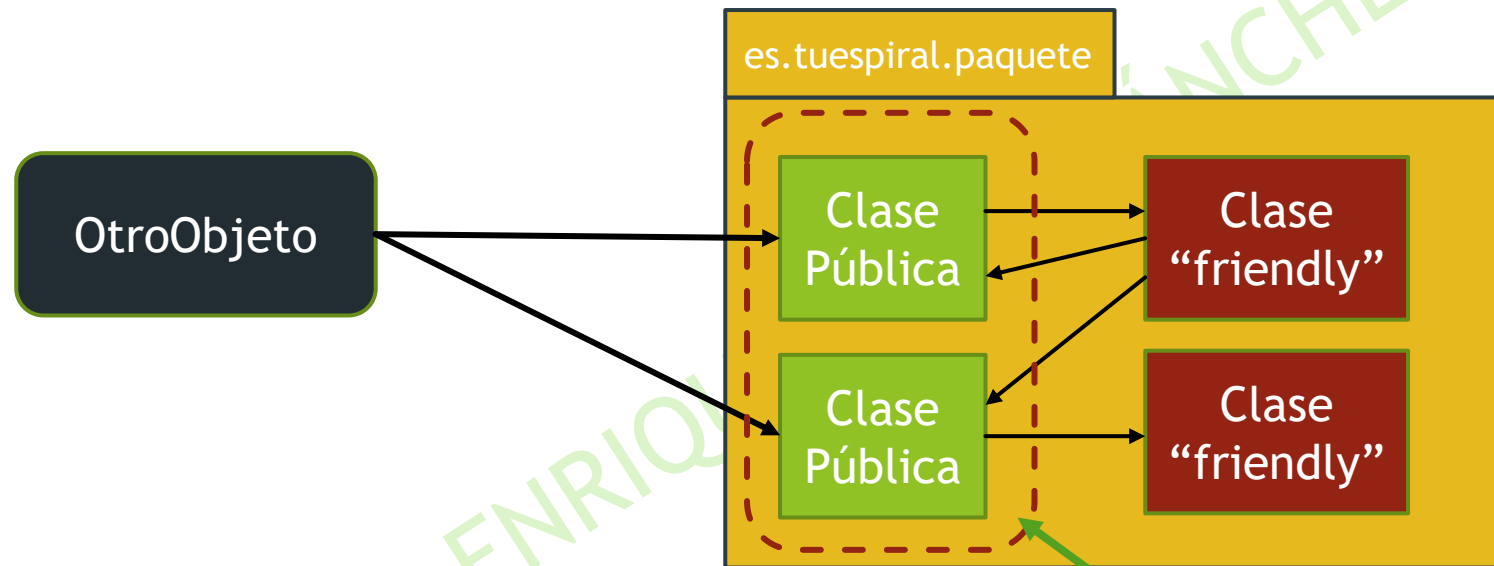 es.tuespiral.paquete
OtroObjeto
Clase
Pública
Clase
“friendly”
Clase
Pública
Clase
“friendly”